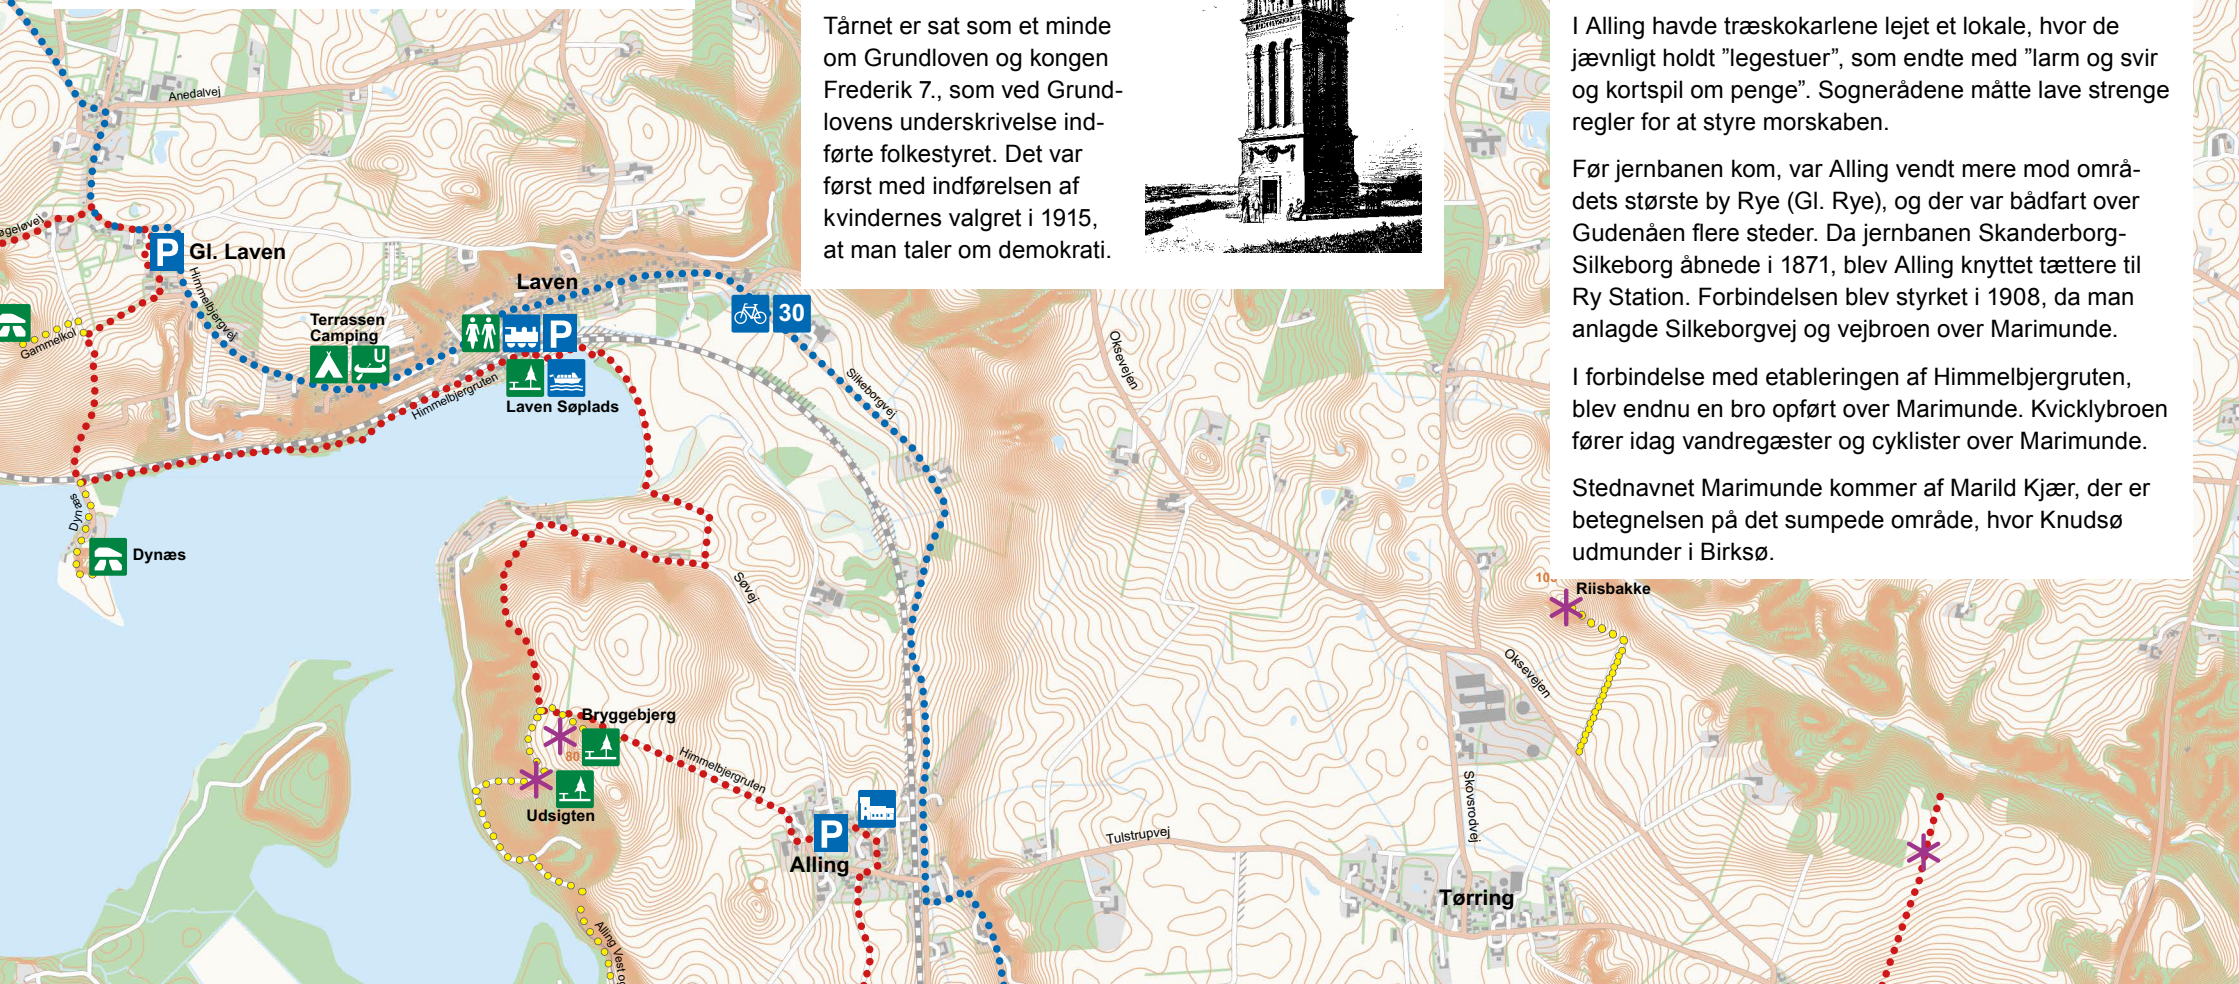 Tårnet er sat som et minde
om Grundloven og kongen
Frederik 7., som ved Grund-
lovens underskrivelse ind-
førte folkestyret. Det var
først med indførelsen af
kvindernes valgret i 1915,
at man taler om demokrati.
I Alling havde træskokarlene lejet et lokale, hvor de
jævnligt holdt ”legestuer”, som endte med ”larm og svir
og kortspil om penge”. Sognerådene måtte lave strenge
regler for at styre morskaben.
Før jernbanen kom, var Alling vendt mere mod områ-
dets største by Rye (Gl. Rye), og der var bådfart over
Gudenåen flere steder. Da jernbanen Skanderborg-
Silkeborg åbnede i 1871, blev Alling knyttet tættere til
Ry Station. Forbindelsen blev styrket i 1908, da man
anlagde Silkeborgvej og vejbroen over Marimunde.
I forbindelse med etableringen af Himmelbjergruten,
blev endnu en bro opført over Marimunde. Kvicklybroen
fører idag vandregæster og cyklister over Marimunde.
Stednavnet Marimunde kommer af Marild Kjær, der er
betegnelsen på det sumpede område, hvor Knudsø
udmunder i Birksø.
Anedalvej
øgeløvej
P
Gl. Laven
Himmelbjergvej
Gammelkol
Terrassen
Camping
U
Laven
P
30
Laven Søplads
Himmelbjergruten
Silkeborgvej
Oksevejen
Dynæs
Dynæs
Søvej
Riisbakke
Oksevejen
Bryggebjerg
80
Himmelbjergruten
Udsigten
P
Alling
Tulstrupvej
Skovsrodvej
Tørring
Alling Vest og